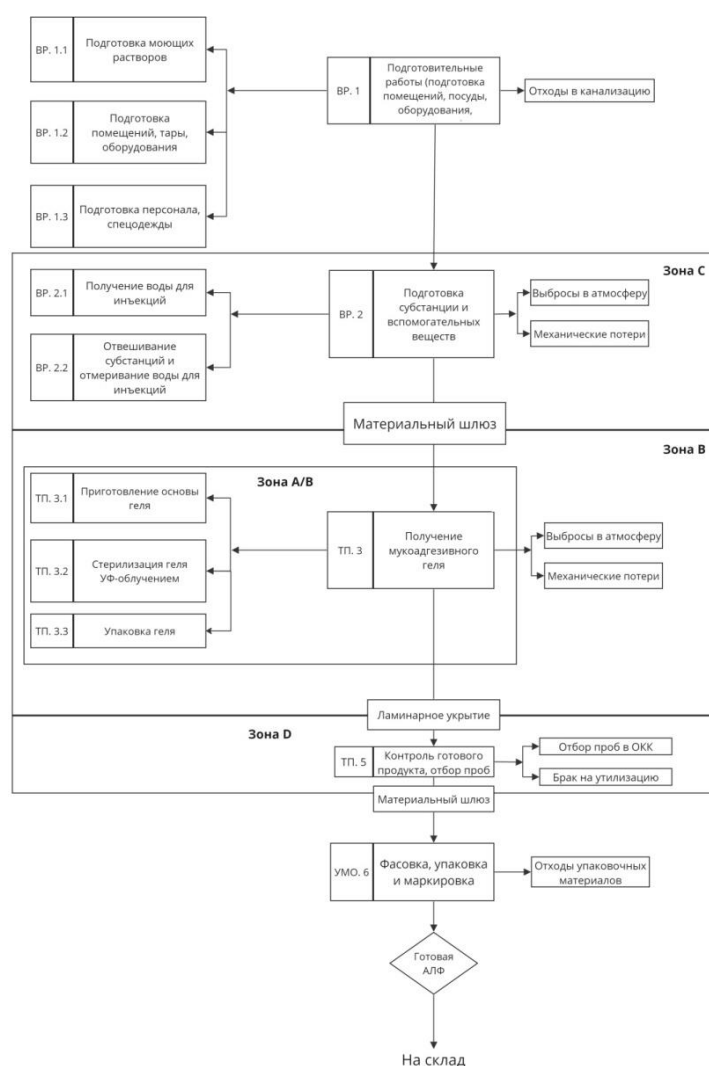 ВР. 1.1
Подготовка моющих
растворов
ВР. 1
Подготовительные
работы (подготовка
помещений, посуды,
оборудования,
Отходы в канализацию
ВР. 1.2
Подготовка
помещений, тары,
оборудования
ВР. 1.3
Подготовка персонала,
спецодежды
Зона C
ВР. 2.1
Получение воды для
инъекций
ВР. 2
Подготовка
субстанции и
вспомогательных
веществ
Выбросы в атмосферу
Механические потери
ВР. 2.2
Отвешивание
субстанций и
отмеривание воды для
инъекций
Материальный шлюз
Зона B
Зона A/B
ТП. 3.1
Приготовление основы
геля
ТП. 3
Получение
мукоадгезивного
геля
Выбросы в атмосферу
Механические потери
ТП. 3.2
Стерилизация геля
УФ-облучением
ТП. 3.3
Упаковка геля
Ламинарное укрытие
Зона D
ТП. 5
Контроль готового
продукта, отбор проб
Отбор проб в ОКК
Брак на утилизацию
Материальный шлюз
УМО. 6
Фасовка, упаковка
и маркировка
Отходы упаковочных
материалов
Готовая
АЛФ
На склад